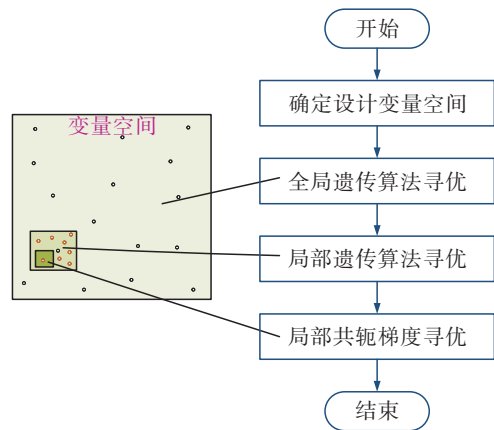 开始
变量空间
确定设计变量空间
全局遗传算法寻优
局部遗传算法寻优
局部共轭梯度寻优
结束